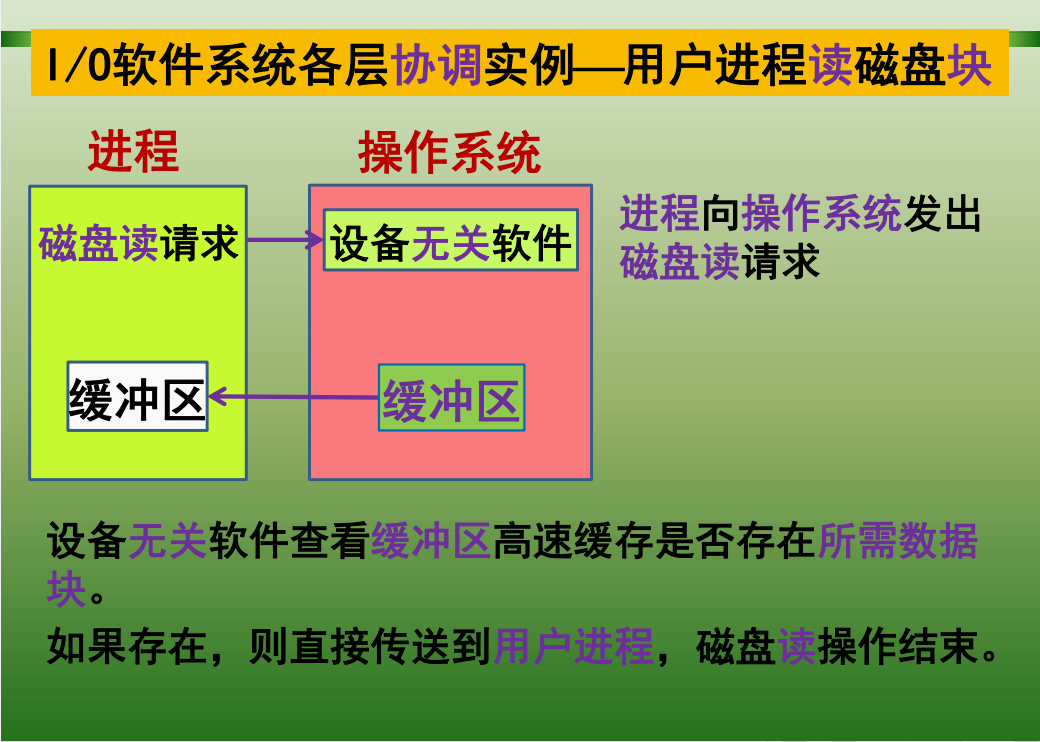 I/O软件系统各层协调实例——用户进程读磁盘块
进程
操作系统
磁盘读请求
设备无关软件
进程向操作系统发出
磁盘读请求
缓冲区
缓冲区
设备无关软件查看缓冲区高速缓存是否存在所需数据
块。
如果存在，则直接传送到用户进程，磁盘读操作结束。